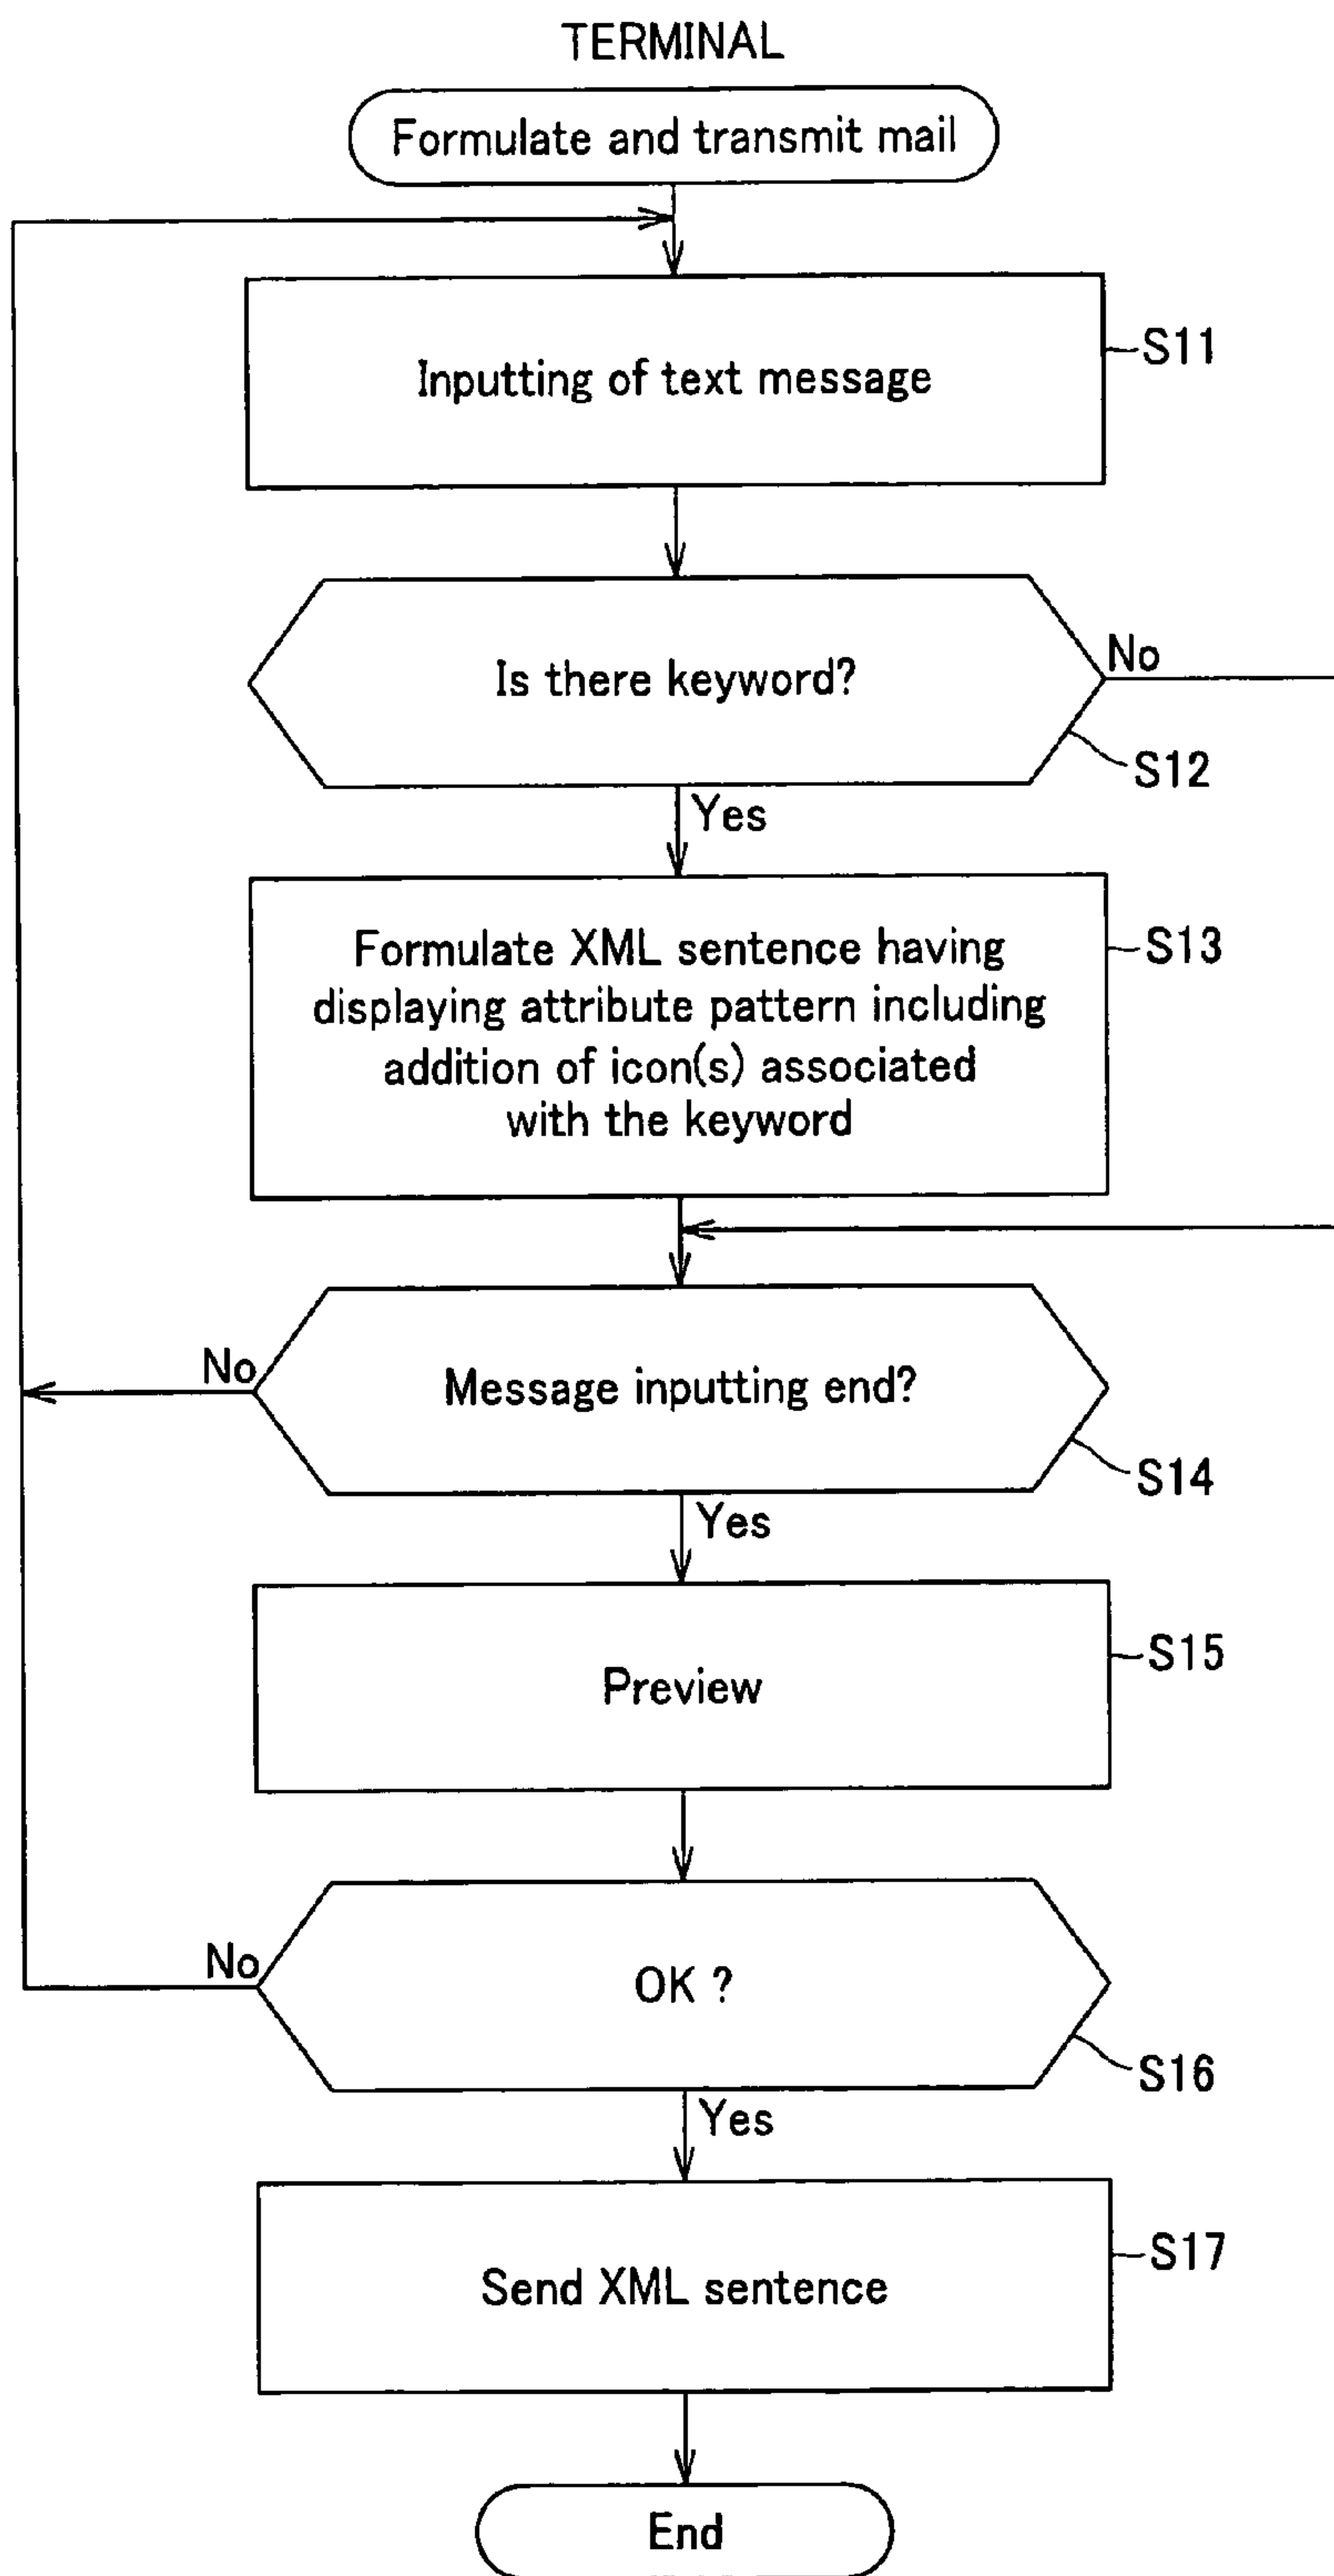 TERMINAL
Formulate and transmit mail
Inputting of text message
S11
Is there keyword?
No
S12
Yes
Formulate XML sentence having
displaying attribute pattern including
addition of icon(s) associated
with the keyword
S13
No
Message inputting end?
S14
Yes
Preview
S15
No
OK ?
S16
Yes
Send XML sentence
S17
End